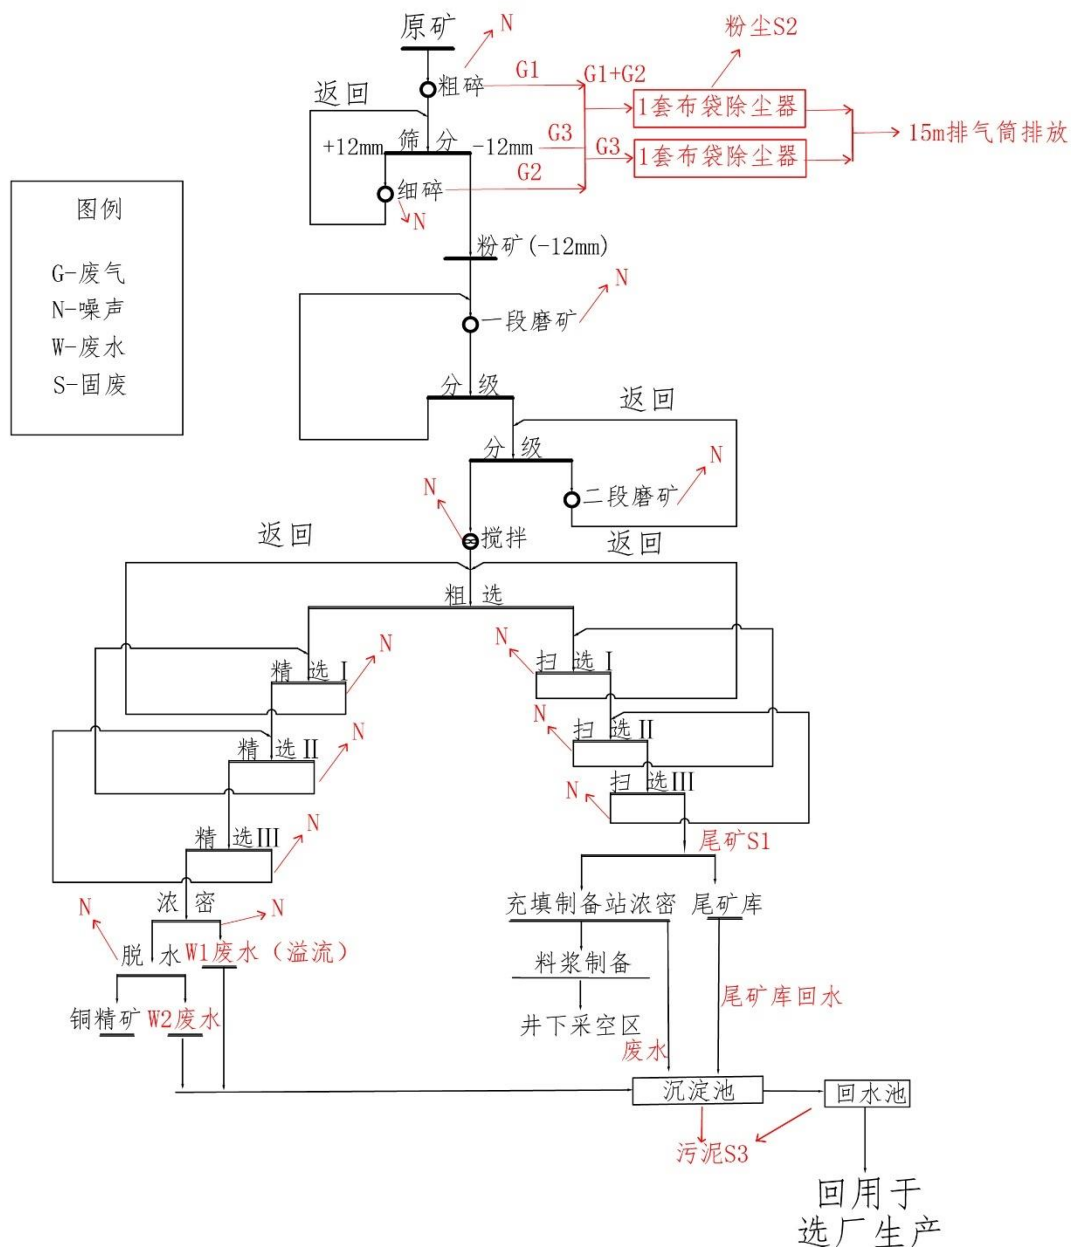 原矿
N
粉尘S2
粗碎
G1
G1+G2
1套布袋除尘器
返回
+12mm
筛 分
-12mm
G3
G3
1套布袋除尘器
15m排气筒排放
细碎
G2
N
图例
G-废气
N-噪声
W-废水
S-固废
粉矿(-12mm)
N
一段磨矿
分 级
返回
分 级
N
二段磨矿
N
搅拌
返回
返回
粗 选
精 选Ⅰ
N
N
扫 选Ⅰ
精 选Ⅱ
N
N
扫 选Ⅱ
N
扫 选Ⅲ
精 选Ⅲ
N
尾矿S1
浓 密
N
N
脱 水
W1废水（溢流）
铜精矿
W2废水
充填制备站浓密
尾矿库
料浆制备
井下采空区
尾矿库回水
废水
沉淀池
回水池
污泥S3
回用于
选厂生产